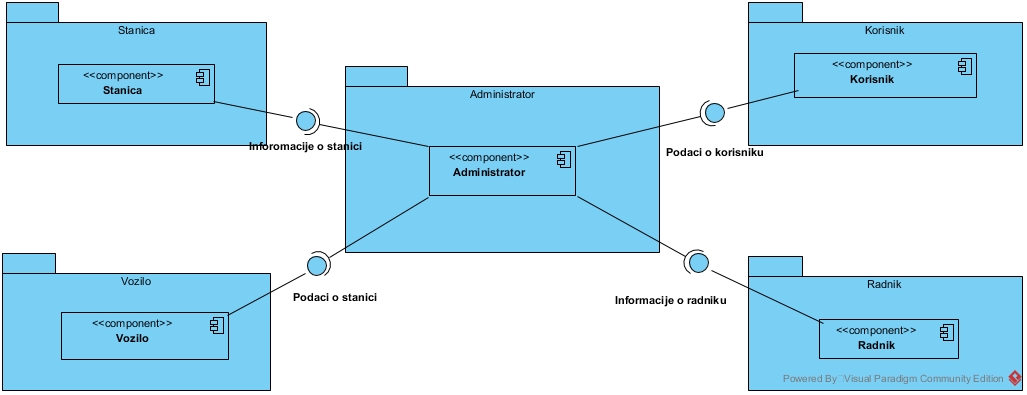 Stanica
<<component>>
Stanica
Inforomacije o stanici
Administrator
<<component>>
Administrator
Korisnik
<<component>>
Korisnik
Podaci o korisniku
Vozilo
<<component>>
Vozilo
Podaci o stanici
Informacije o radniku
Radnik
<<component>>
Radnik
Powered By Visual Paradigm Community Edition